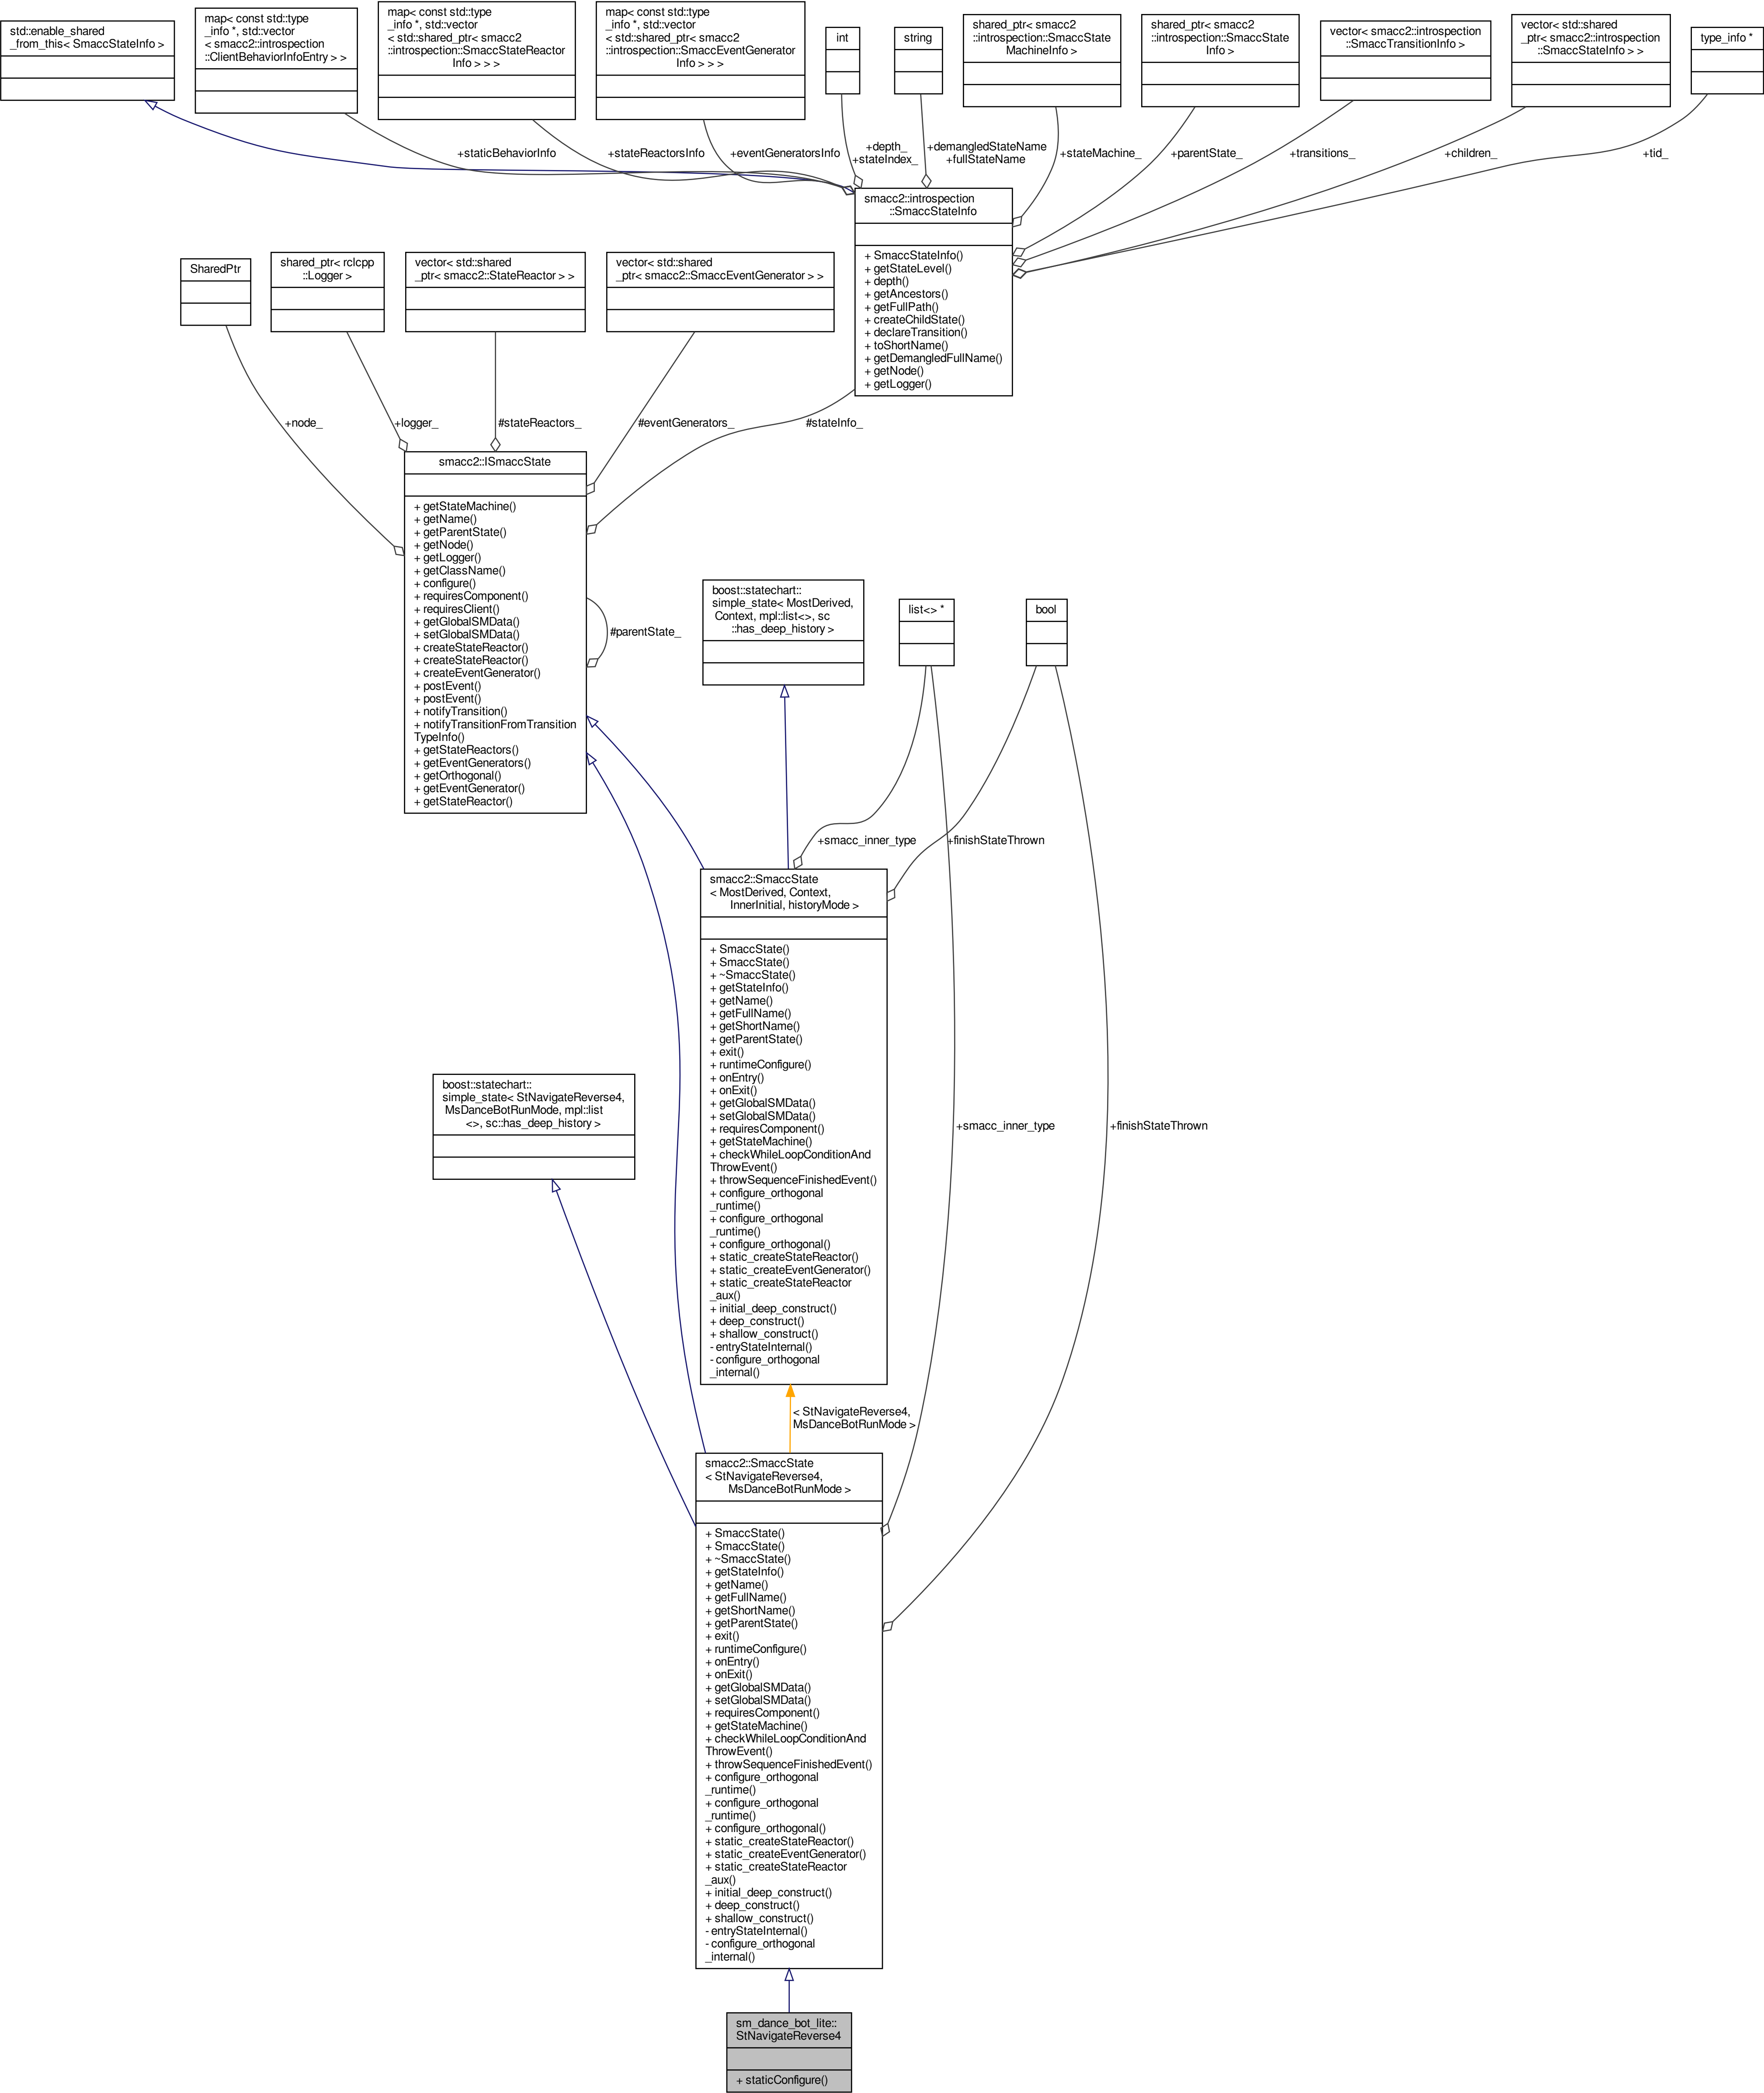 std::enable_shared
_from_this< SmaccStateInfo >
map< const std::type
_info *, std::vector
< smacc2::introspection
::ClientBehaviorInfoEntry > >
map< const std::type
_info *, std::vector
< std::shared_ptr< smacc2
::introspection::SmaccStateReactor
Info > > >
map< const std::type
_info *, std::vector
< std::shared_ptr< smacc2
::introspection::SmaccEventGenerator
Info > > >
int
string
shared_ptr< smacc2
::introspection::SmaccState
MachineInfo >
shared_ptr< smacc2
::introspection::SmaccState
Info >
vector< smacc2::introspection
::SmaccTransitionInfo >
vector< std::shared
_ptr< smacc2::introspection
::SmaccStateInfo > >
type_info *
+staticBehaviorInfo
+stateReactorsInfo
+eventGeneratorsInfo
+depth_
+stateIndex_
+demangledStateName
+fullStateName
+stateMachine_
+parentState_
+transitions_
+children_
+tid_
smacc2::introspection
::SmaccStateInfo
+ SmaccStateInfo()
+ getStateLevel()
+ depth()
+ getAncestors()
+ getFullPath()
+ createChildState()
+ declareTransition()
+ toShortName()
+ getDemangledFullName()
+ getNode()
+ getLogger()
SharedPtr
shared_ptr< rclcpp
::Logger >
vector< std::shared
_ptr< smacc2::StateReactor > >
vector< std::shared
_ptr< smacc2::SmaccEventGenerator > >
+node_
+logger_
#stateReactors_
#eventGenerators_
#stateInfo_
smacc2::ISmaccState
+ getStateMachine()
+ getName()
+ getParentState()
+ getNode()
+ getLogger()
+ getClassName()
+ configure()
+ requiresComponent()
+ requiresClient()
+ getGlobalSMData()
+ setGlobalSMData()
+ createStateReactor()
+ createStateReactor()
+ createEventGenerator()
+ postEvent()
+ postEvent()
+ notifyTransition()
+ notifyTransitionFromTransition
TypeInfo()
+ getStateReactors()
+ getEventGenerators()
+ getOrthogonal()
+ getEventGenerator()
+ getStateReactor()
#parentState_
boost::statechart::
simple_state< MostDerived,
Context, mpl::list<>, sc
::has_deep_history >
list<> *
bool
+smacc_inner_type
+finishStateThrown
smacc2::SmaccState
< MostDerived, Context,
InnerInitial, historyMode >
+ SmaccState()
+ SmaccState()
+ ~SmaccState()
+ getStateInfo()
+ getName()
+ getFullName()
+ getShortName()
+ getParentState()
+ exit()
+ runtimeConfigure()
+ onEntry()
+ onExit()
+ getGlobalSMData()
+ setGlobalSMData()
+ requiresComponent()
+ getStateMachine()
+ checkWhileLoopConditionAnd
ThrowEvent()
+ throwSequenceFinishedEvent()
+ configure_orthogonal
_runtime()
+ configure_orthogonal
_runtime()
+ configure_orthogonal()
+ static_createStateReactor()
+ static_createEventGenerator()
+ static_createStateReactor
_aux()
+ initial_deep_construct()
+ deep_construct()
+ shallow_construct()
- entryStateInternal()
- configure_orthogonal
_internal()
boost::statechart::
simple_state< StNavigateReverse4,
MsDanceBotRunMode, mpl::list
<>, sc::has_deep_history >
+smacc_inner_type
+finishStateThrown
< StNavigateReverse4,
MsDanceBotRunMode >
smacc2::SmaccState
< StNavigateReverse4,
MsDanceBotRunMode >
+ SmaccState()
+ SmaccState()
+ ~SmaccState()
+ getStateInfo()
+ getName()
+ getFullName()
+ getShortName()
+ getParentState()
+ exit()
+ runtimeConfigure()
+ onEntry()
+ onExit()
+ getGlobalSMData()
+ setGlobalSMData()
+ requiresComponent()
+ getStateMachine()
+ checkWhileLoopConditionAnd
ThrowEvent()
+ throwSequenceFinishedEvent()
+ configure_orthogonal
_runtime()
+ configure_orthogonal
_runtime()
+ configure_orthogonal()
+ static_createStateReactor()
+ static_createEventGenerator()
+ static_createStateReactor
_aux()
+ initial_deep_construct()
+ deep_construct()
+ shallow_construct()
- entryStateInternal()
- configure_orthogonal
_internal()
sm_dance_bot_lite::
StNavigateReverse4
+ staticConfigure()